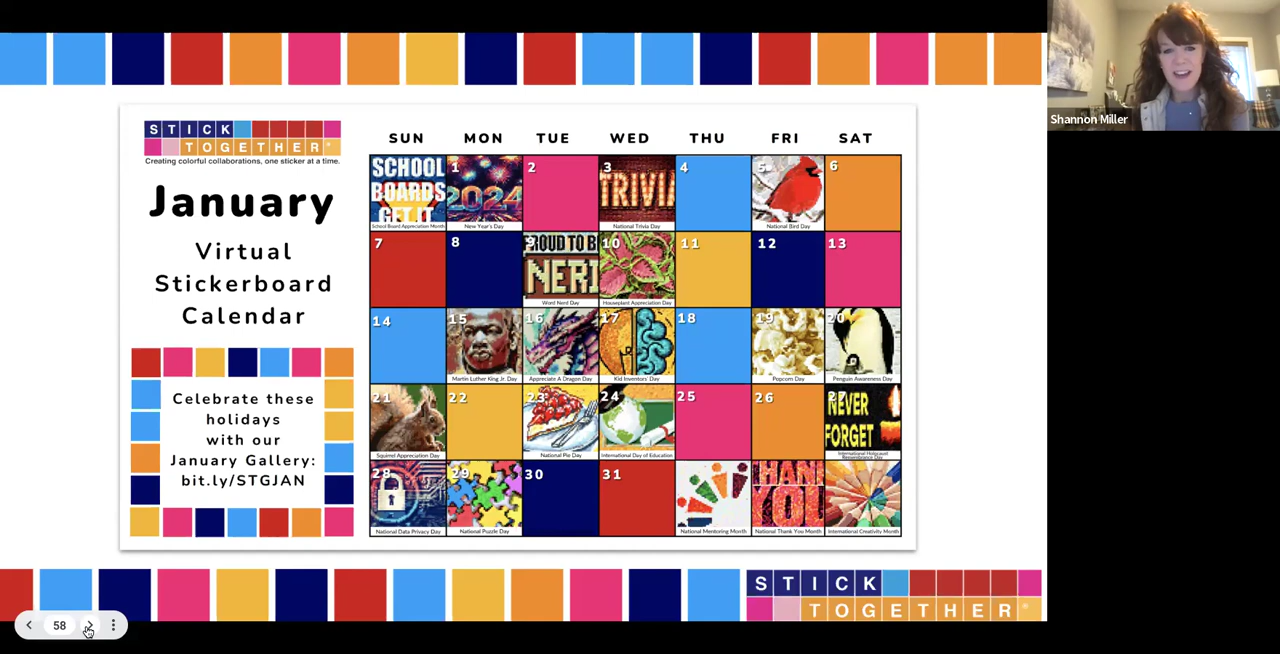 Shannon Miller
STICK
TOGETHER®
Creating colorful collaborations, one sticker at a time.
January
Virtual
Stickerboard
Calendar
Celebrate these
holidays
with our
January Gallery:
bit.ly/STGJAN
SUN MON TUE WED THU FRI SAT
SCHOOL
BOARDS
GET IT
School Board Appreciation Month
1
2024
New Year's Day
2
3
TRIVIA
National Trivia Day
4
5
National Bird Day
6
7
8
9
PROUD TO B
NERD
Word Nerd Day
10
Houseplant Appreciation Day
11
12
13
14
15
Martin Luther King Jr. Day
16
Appreciate A Dragon Day
17
Kid Inventors' Day
18
19
Popcorn Day
20
Penguin Awareness Day
21
Squirrel Appreciation Day
22
23
National Pie Day
24
International Day of Education
25
26
27
NEVER
FORGET
International Holocaust
Remembrance Day
28
National Data Privacy Day
29
National Puzzle Day
30
31
National Mentoring Month
THANK
YOU
National Thank You Month
International Creativity Month
STICK
TOGETHER®
58